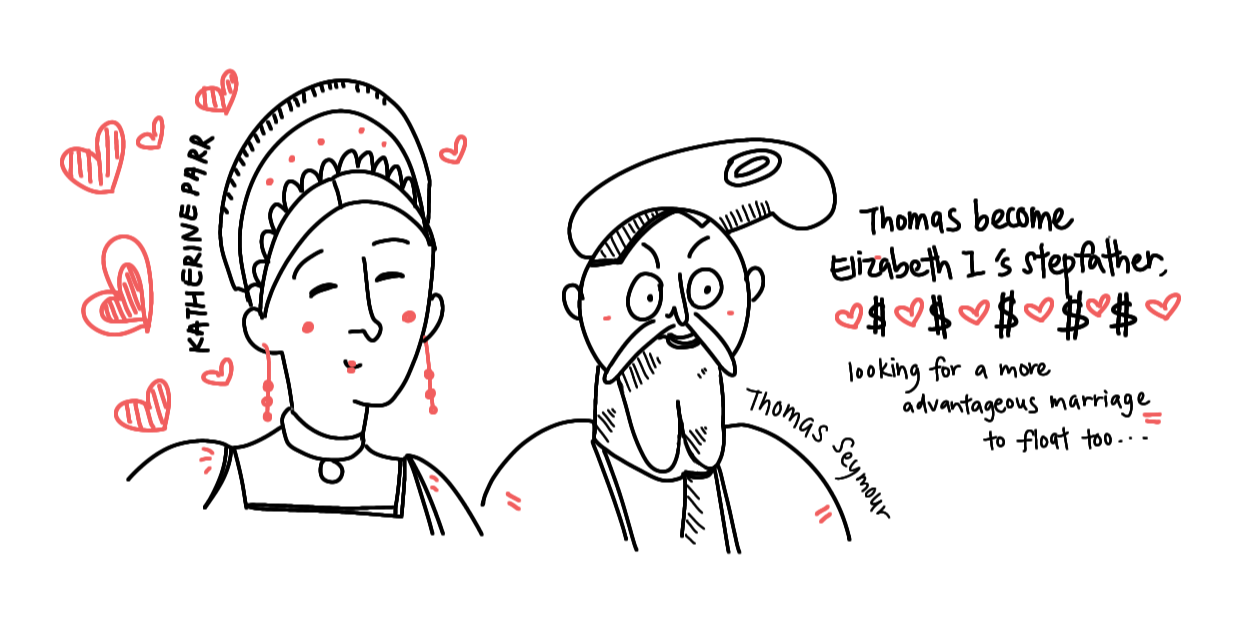 KATHERINE PARR
Thomas Seymour
Thomas become
Elizabeth I 's stepfather.
$ $ $ $ $
looking for a more
advantageous marriage
to float too...